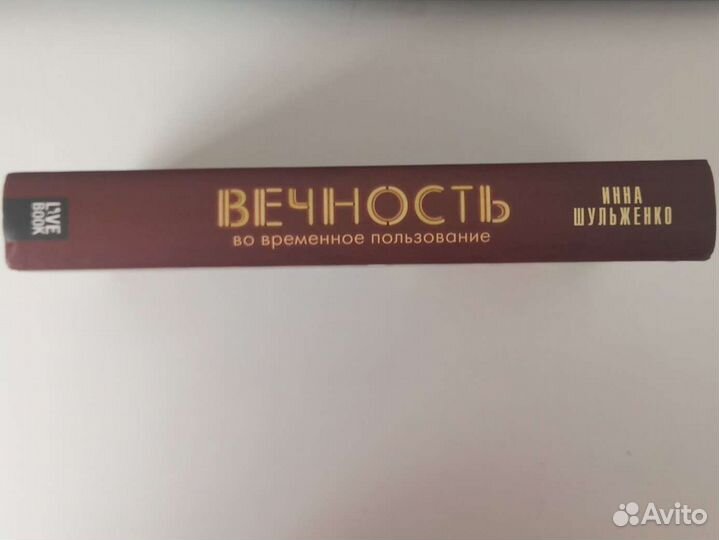 LIVE
BOOK
ВЕЧНОСТЬ
во временное пользование
ИННА
ШУЛЬЖЕНКО
Avito